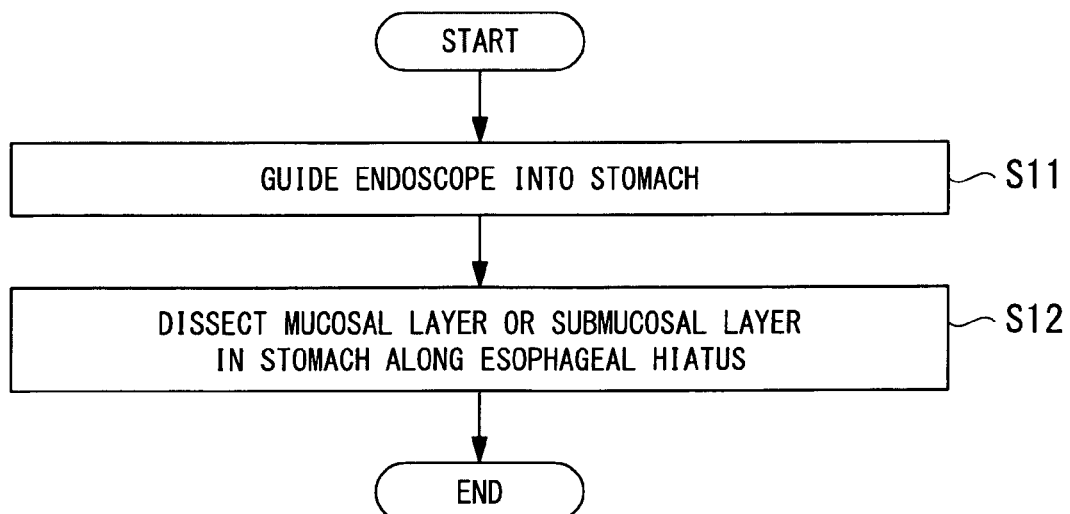 START
GUIDE ENDOSCOPE INTO STOMACH
S11
DISSECT MUCOSAL LAYER OR SUBMUCOSAL LAYER
IN STOMACH ALONG ESOPHAGEAL HIATUS
S12
END